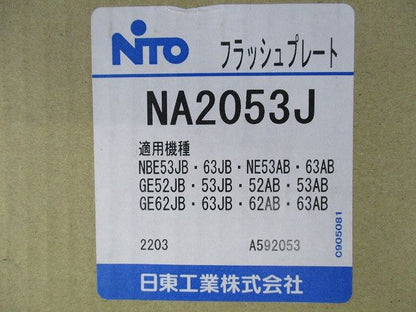 NiTO フラッシュプレート
NA2053J
適用機種
NBE53JB・63JB・NE53AB・63AB
GE52JB・53JB・52AB・53AB
GE62JB・63JB・62AB・63AB
2203 A592053
C905081
日東工業株式会社